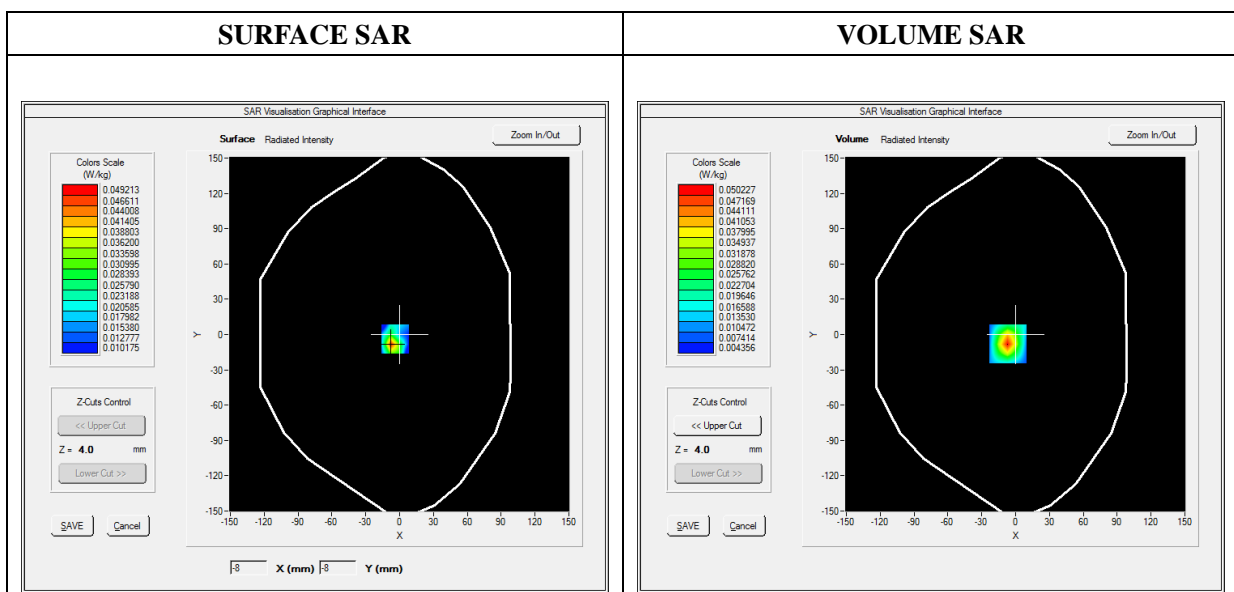 SURFACE SAR
VOLUME SAR
SAR Visualisation Graphical Interface
Surface Radiated Intensity
Zoom In/Out
Colors Scale
(W/kg)
0.049213
0.046611
0.044008
0.041405
0.038803
0.036200
0.033598
0.030995
0.028393
0.025790
0.023188
0.020585
0.017982
0.015380
0.012777
0.010175
Z-Cuts Control
<< Upper Cut
Z = 4.0 mm
Lower Cut >>
SAVE Cancel
150
120
90
60
30
0
-30
-60
-90
-120
-150
Y
-150 -120 -90 -60 -30 0 30 60 90 120 150
X
-8 X (mm) -8 Y (mm)
SAR Visualisation Graphical Interface
Volume Radiated Intensity
Zoom In/Out
Colors Scale
(W/kg)
0.050227
0.047169
0.044111
0.041053
0.037995
0.034937
0.031878
0.028820
0.025762
0.022704
0.019646
0.016588
0.013530
0.010472
0.007414
0.004356
Z-Cuts Control
<< Upper Cut
Z = 4.0 mm
Lower Cut >>
SAVE Cancel
150
120
90
60
30
0
-30
-60
-90
-120
-150
Y
-150 -120 -90 -60 -30 0 30 60 90 120 150
X